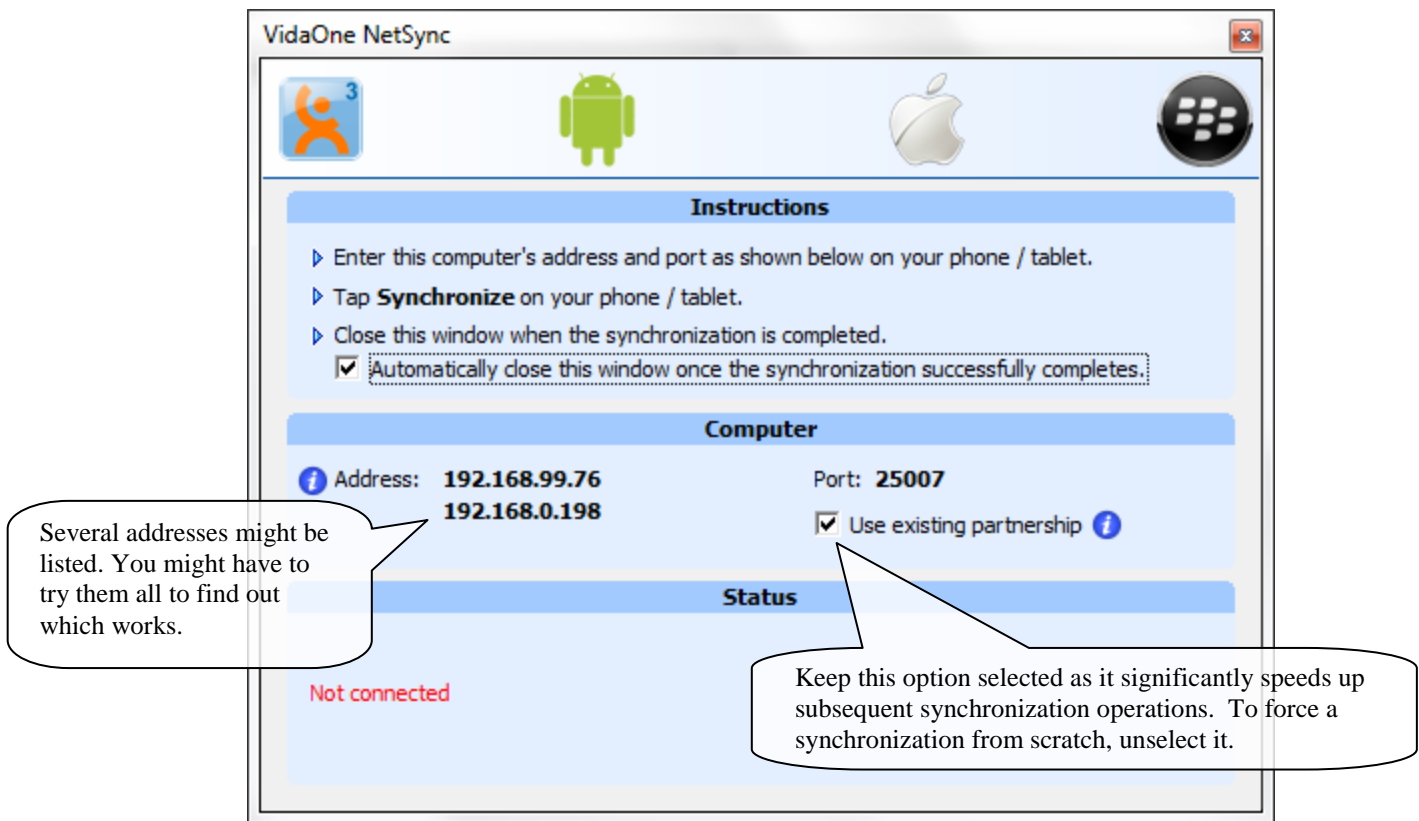 VidaOne NetSync
3
Instructions
Enter this computer's address and port as shown below on your phone / tablet.
Tap Synchronize on your phone / tablet.
Close this window when the synchronization is completed.
Automatically close this window once the synchronization successfully completes.
Computer
Address: 192.168.99.76
192.168.0.198
Port: 25007
Use existing partnership
Several addresses might be
listed. You might have to
try them all to find out
which works.
Status
Not connected
Keep this option selected as it significantly speeds up
subsequent synchronization operations.  To force a
synchronization from scratch, unselect it.